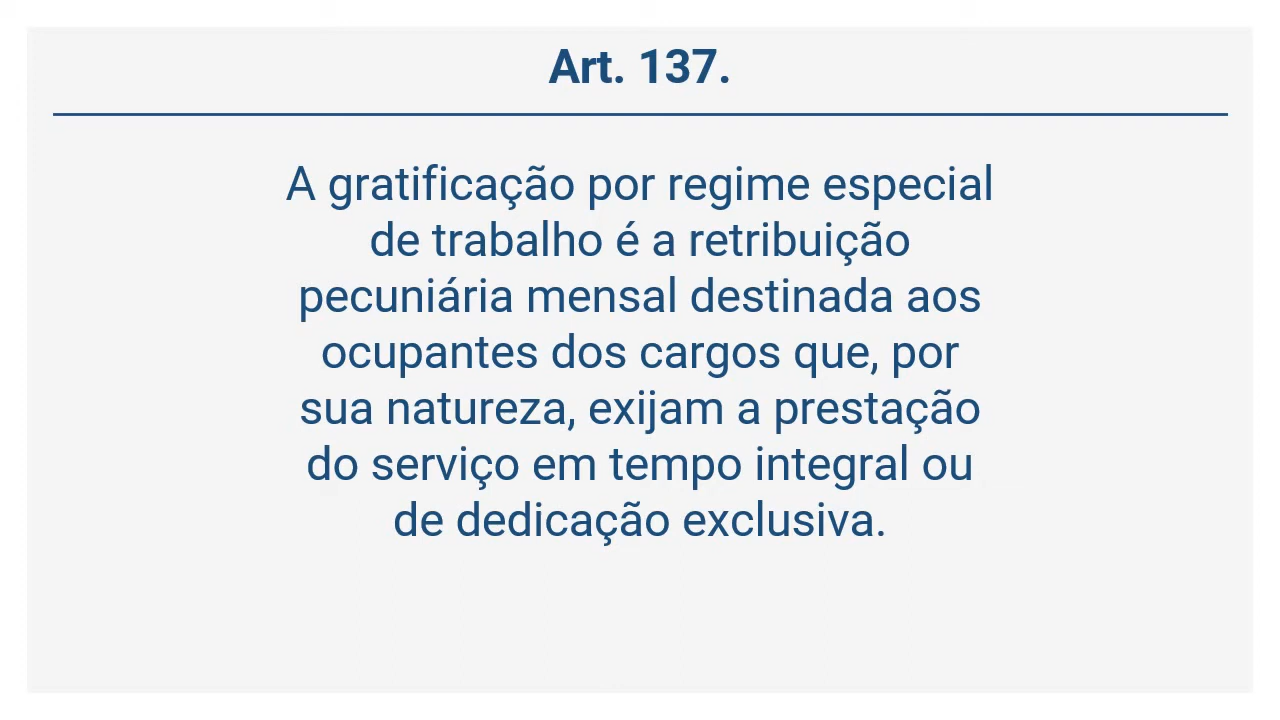 Art. 137.
A gratificação por regime especial
de trabalho é a retribuição
pecuniária mensal destinada aos
ocupantes dos cargos que, por
sua natureza, exijam a prestação
do serviço em tempo integral ou
de dedicação exclusiva.